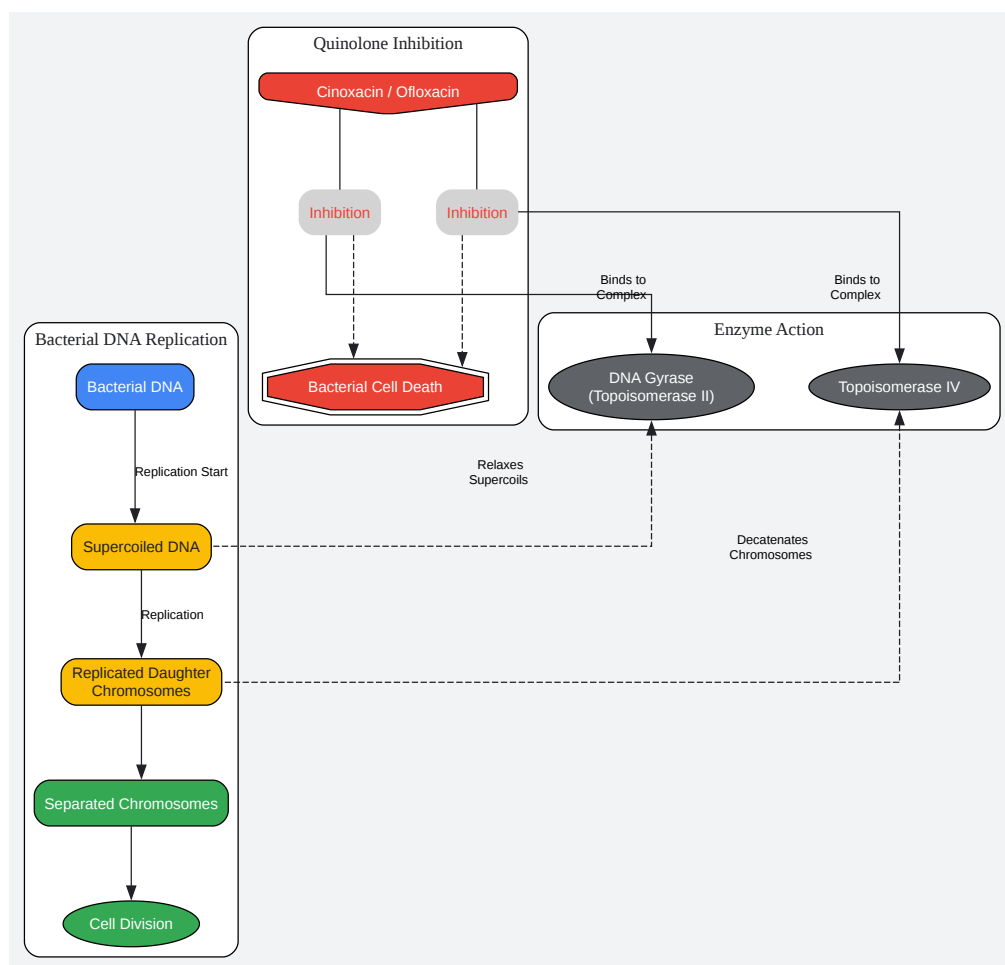 Quinolone Inhibition
Cinoxacin / Ofloxacin
Inhibition
Inhibition
Binds to
Complex
Binds to
Complex
Bacterial DNA Replication
Enzyme Action
Bacterial DNA
Bacterial Cell Death
DNA Gyrase
(Topoisomerase II)
Topoisomerase IV
Replication Start
Relaxes
Supercoils
Supercoiled DNA
Decatenates
Chromosomes
Replication
Replicated Daughter
Chromosomes
Separated Chromosomes
Cell Division